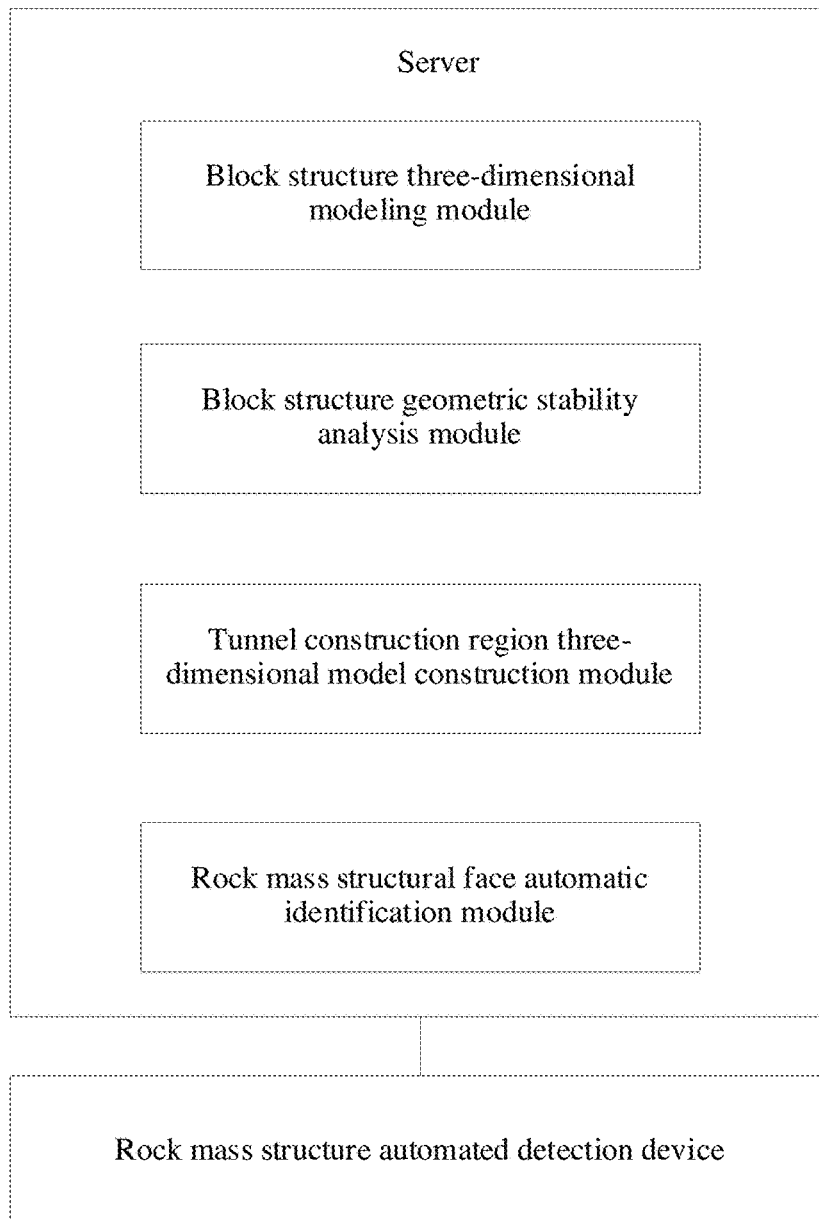 Server
Block structure three-dimensional
modeling module
Block structure geometric stability
analysis module
Tunnel construction region three-
dimensional model construction module
Rock mass structural face automatic
identification module
Rock mass structure automated detection device